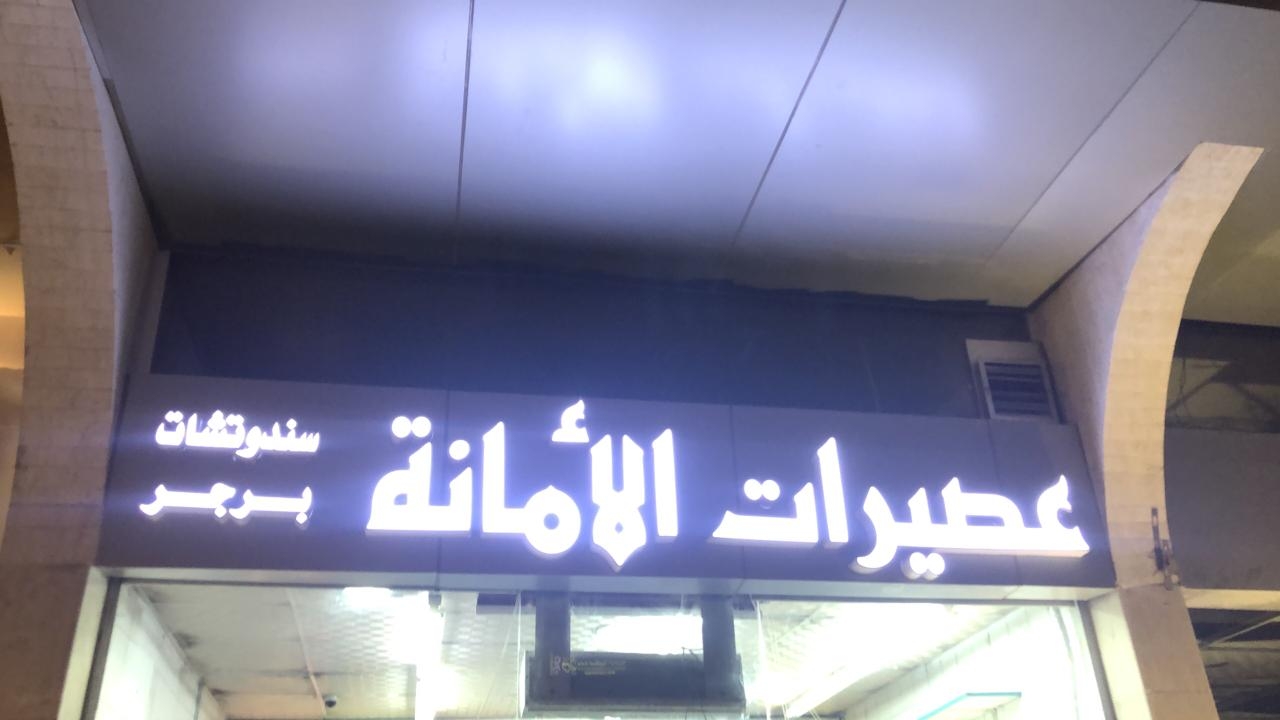 عصيرات الأمانة
سندوتشات
برجر